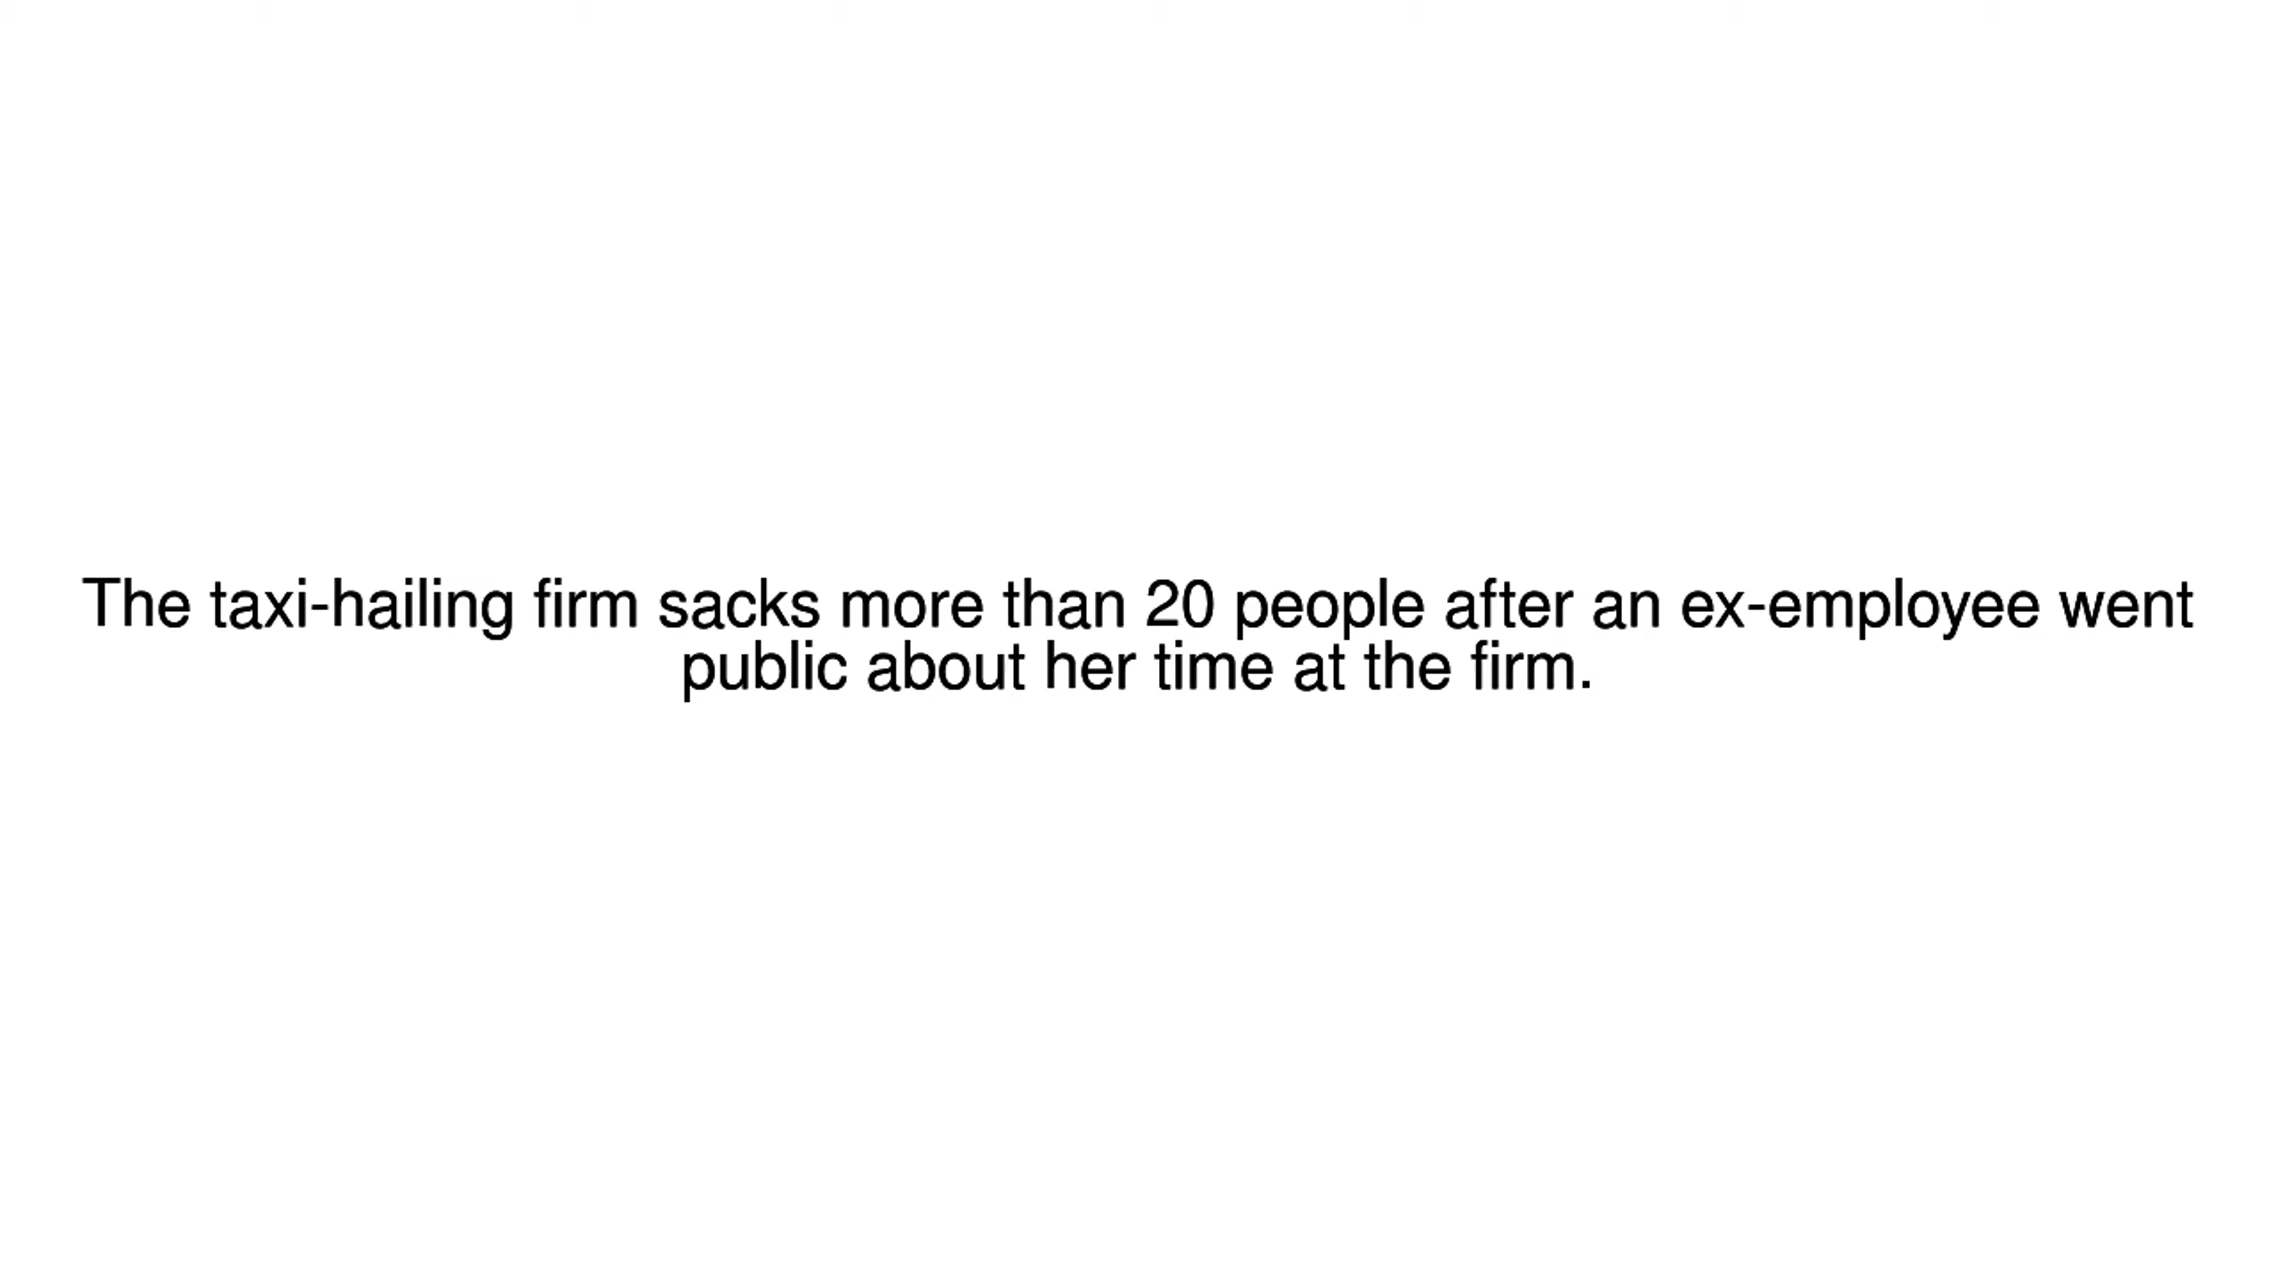 The taxi-hailing firm sacks more than 20 people after an ex-employee went
public about her time at the firm.